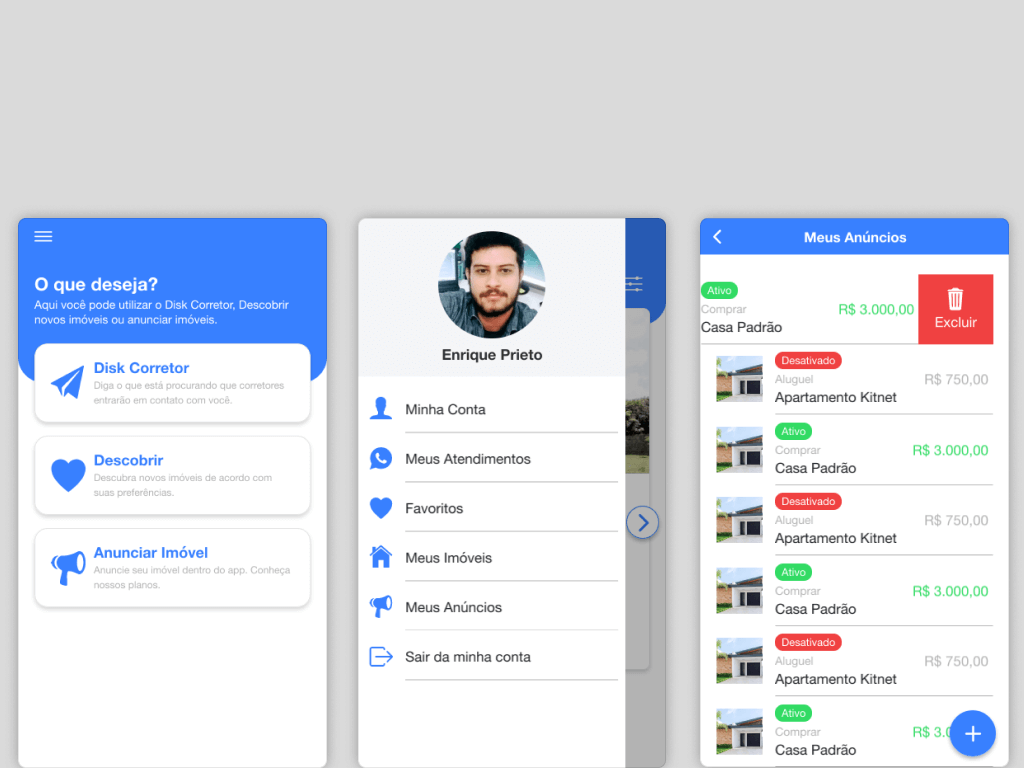 O que deseja?
Aqui você pode utilizar o Disk Corretor, Descobrir
novos imóveis ou anunciar imóveis.
Disk Corretor
Diga o que está procurando que corretores
entrarão em contato com você.
Descobrir
Descubra novos imóveis de acordo com
suas preferências.
Anunciar Imóvel
Anuncie seu imóvel dentro do app. Conheça
nossos planos.
Enrique Prieto
Minha Conta
Meus Atendimentos
Favoritos
Meus Imóveis
Meus Anúncios
Sair da minha conta
Meus Anúncios
Ativo
Comprar
R$ 3.000,00
Casa Padrão
Excluir
Desativado
Aluguel
R$ 750,00
Apartamento Kitnet
Ativo
Comprar
R$ 3.000,00
Casa Padrão
Desativado
Aluguel
R$ 750,00
Apartamento Kitnet
Ativo
Comprar
R$ 3.000,00
Casa Padrão
Desativado
Aluguel
R$ 750,00
Apartamento Kitnet
Ativo
Comprar
R$ 3.0
Casa Padrão